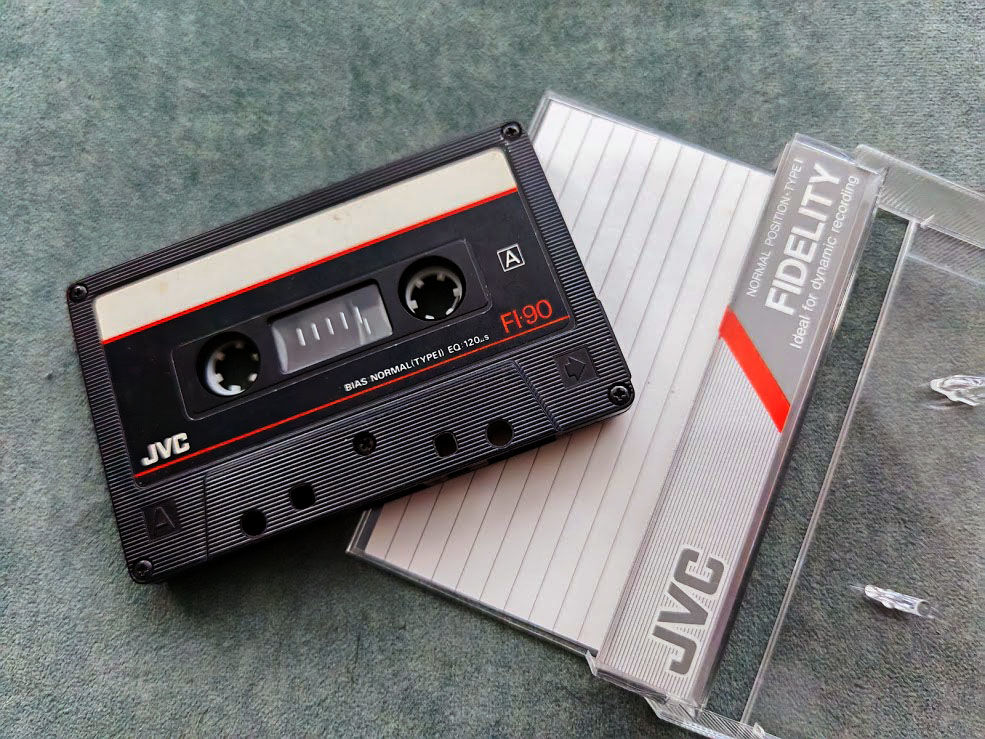 A
FI-90
BIAS NORMAL(TYPE I) EQ:120µs
JVC
A
NORMAL POSITION·TYPE I
FIDELITY
Ideal for dynamic recording
JVC